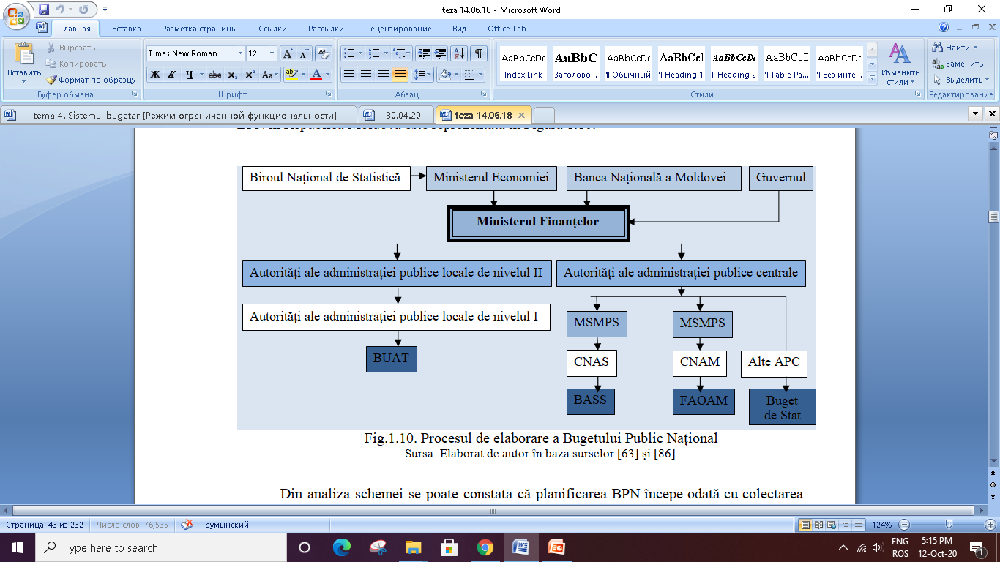 teza 14.06.18 - Microsoft Word
Главная Вставка Разметка страницы Ссылки Рассылки Рецензирование Вид Office Tab
Вставить
Вырезать
Копировать
Формат по образцу
Буфер обмена
Times New Roman 12
Ж К Ч abc x₂ x² Aa
Шрифт
Абзац
AaBbCcDc AaBbC AaBbCcDc AaBbCcI AaBbCcI AaBbCcI AaBbCcDc
Index Link Заголово... ¶ Обычный ¶ Heading 1 ¶ Heading 2 ¶ Table Pa... ¶ Без инте...
Стили
Изменить стили
Найти
Заменить
Выделить
Редактирование
tema 4. Sistemul bugetar [Режим ограниченной функциональности] 30.04.20 teza 14.06.18
Biroul Național de Statistică Ministerul Economiei Banca Națională a Moldovei Guvernul
Ministerul Finanțelor
Autorități ale administrației publice locale de nivelul II Autorități ale administrației publice centrale
Autorități ale administrației publice locale de nivelul I
MSMPS MSMPS
BUAT
CNAS CNAM Alte APC
BASS FAOAM Buget
de Stat
Fig.1.10. Procesul de elaborare a Bugetului Public Național
Sursa: Elaborat de autor în baza surselor [63] și [86].
Din analiza schemei se poate constata că planificarea BPN începe odată cu colectarea
Страница: 43 из 232 Число слов: 76,535 румынский 124%
Type here to search
ENG
ROS
5:15 PM
12-Oct-20
1